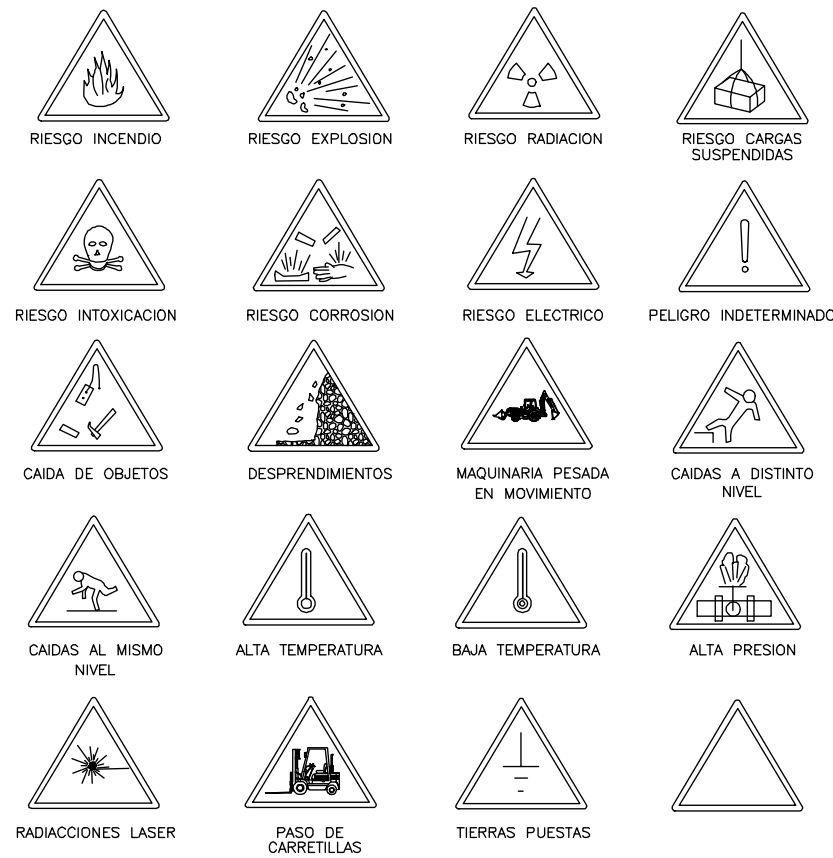 RIESGO INCENDIO
RIESGO EXPLOSION
RIESGO RADIACION
RIESGO CARGAS
SUSPENDIDAS
RIESGO INTOXICACION
RIESGO CORROSION
RIESGO ELECTRICO
PELIGRO INDETERMINADO
CAIDA DE OBJETOS
DESPRENDIMIENTOS
MAQUINARIA PESADA
EN MOVIMIENTO
CAIDAS A DISTINTO
NIVEL
CAIDAS AL MISMO
NIVEL
ALTA TEMPERATURA
BAJA TEMPERATURA
ALTA PRESION
RADIACCIONES LASER
PASO DE
CARRETILLAS
TIERRAS PUESTAS